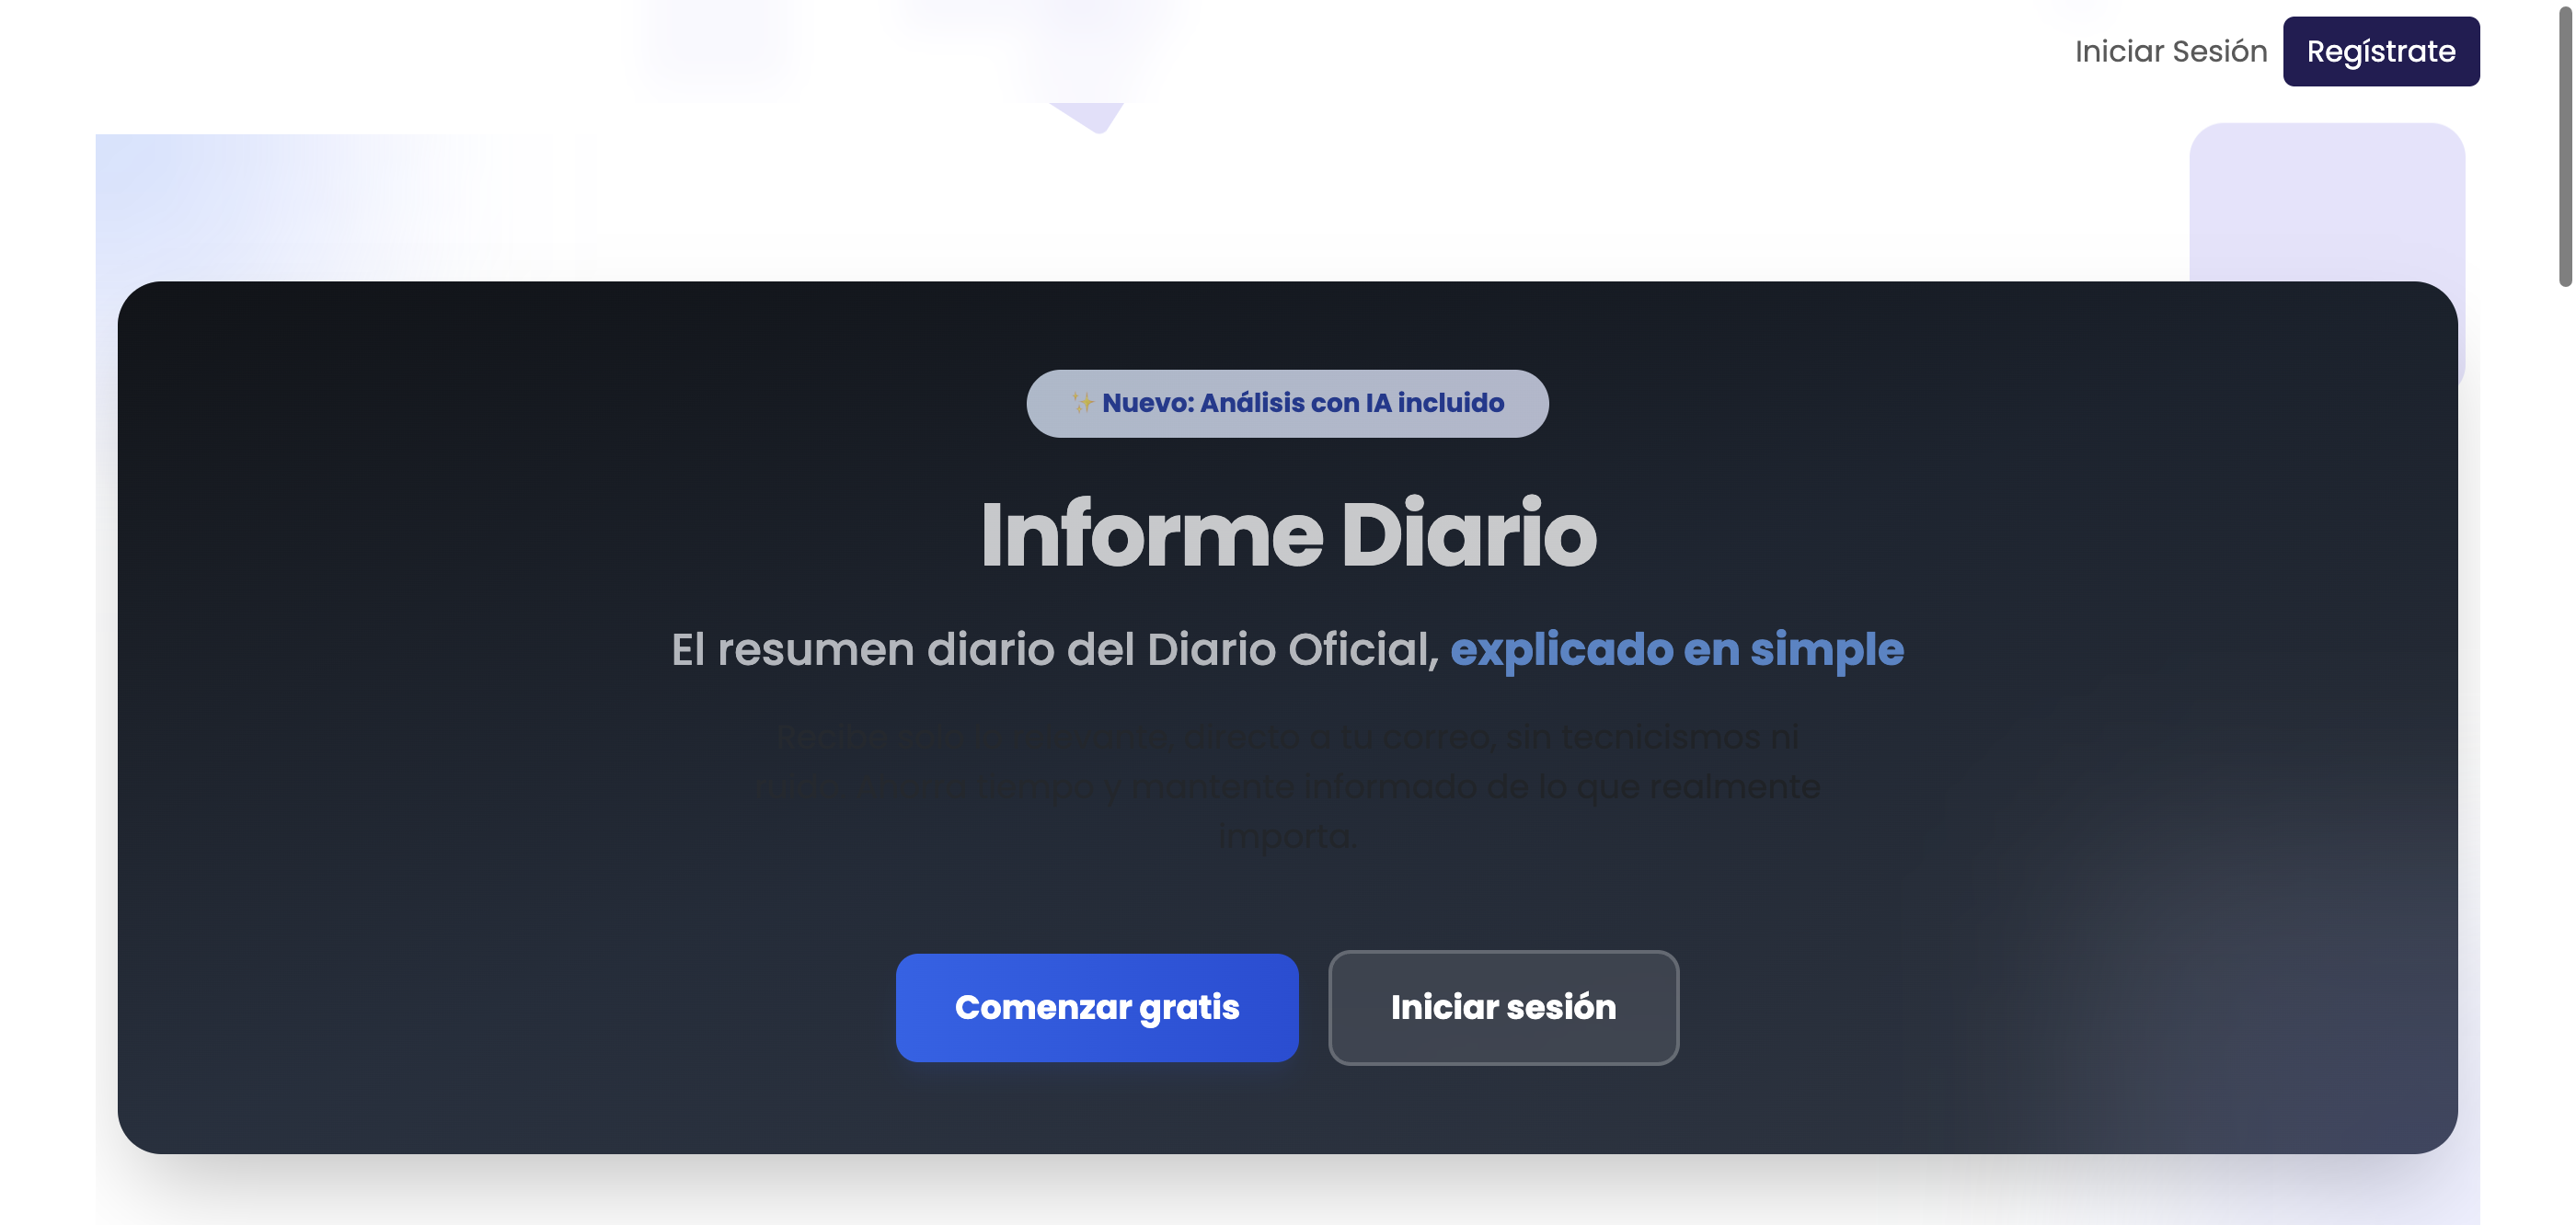 Iniciar Sesión
Regístrate
✨ Nuevo: Análisis con IA incluido
Informe Diario
El resumen diario del Diario Oficial, explicado en simple
Recibe solo directo a tu correo, sin tecnicismos ni
tiempo y mantente informado de lo que realmente
importa.
Comenzar gratis
Iniciar sesión